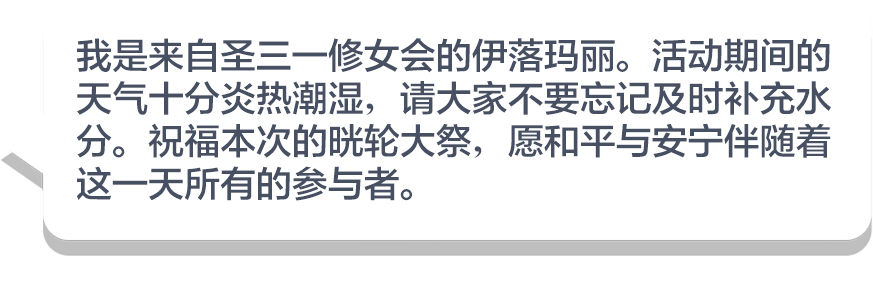 我是来自圣三一修女会的伊落玛丽。活动期间的
天气十分炎热潮湿，请大家不要忘记及时补充水
分。祝福本次的晄轮大祭，愿和平与安宁伴随着
这一天所有的参与者。